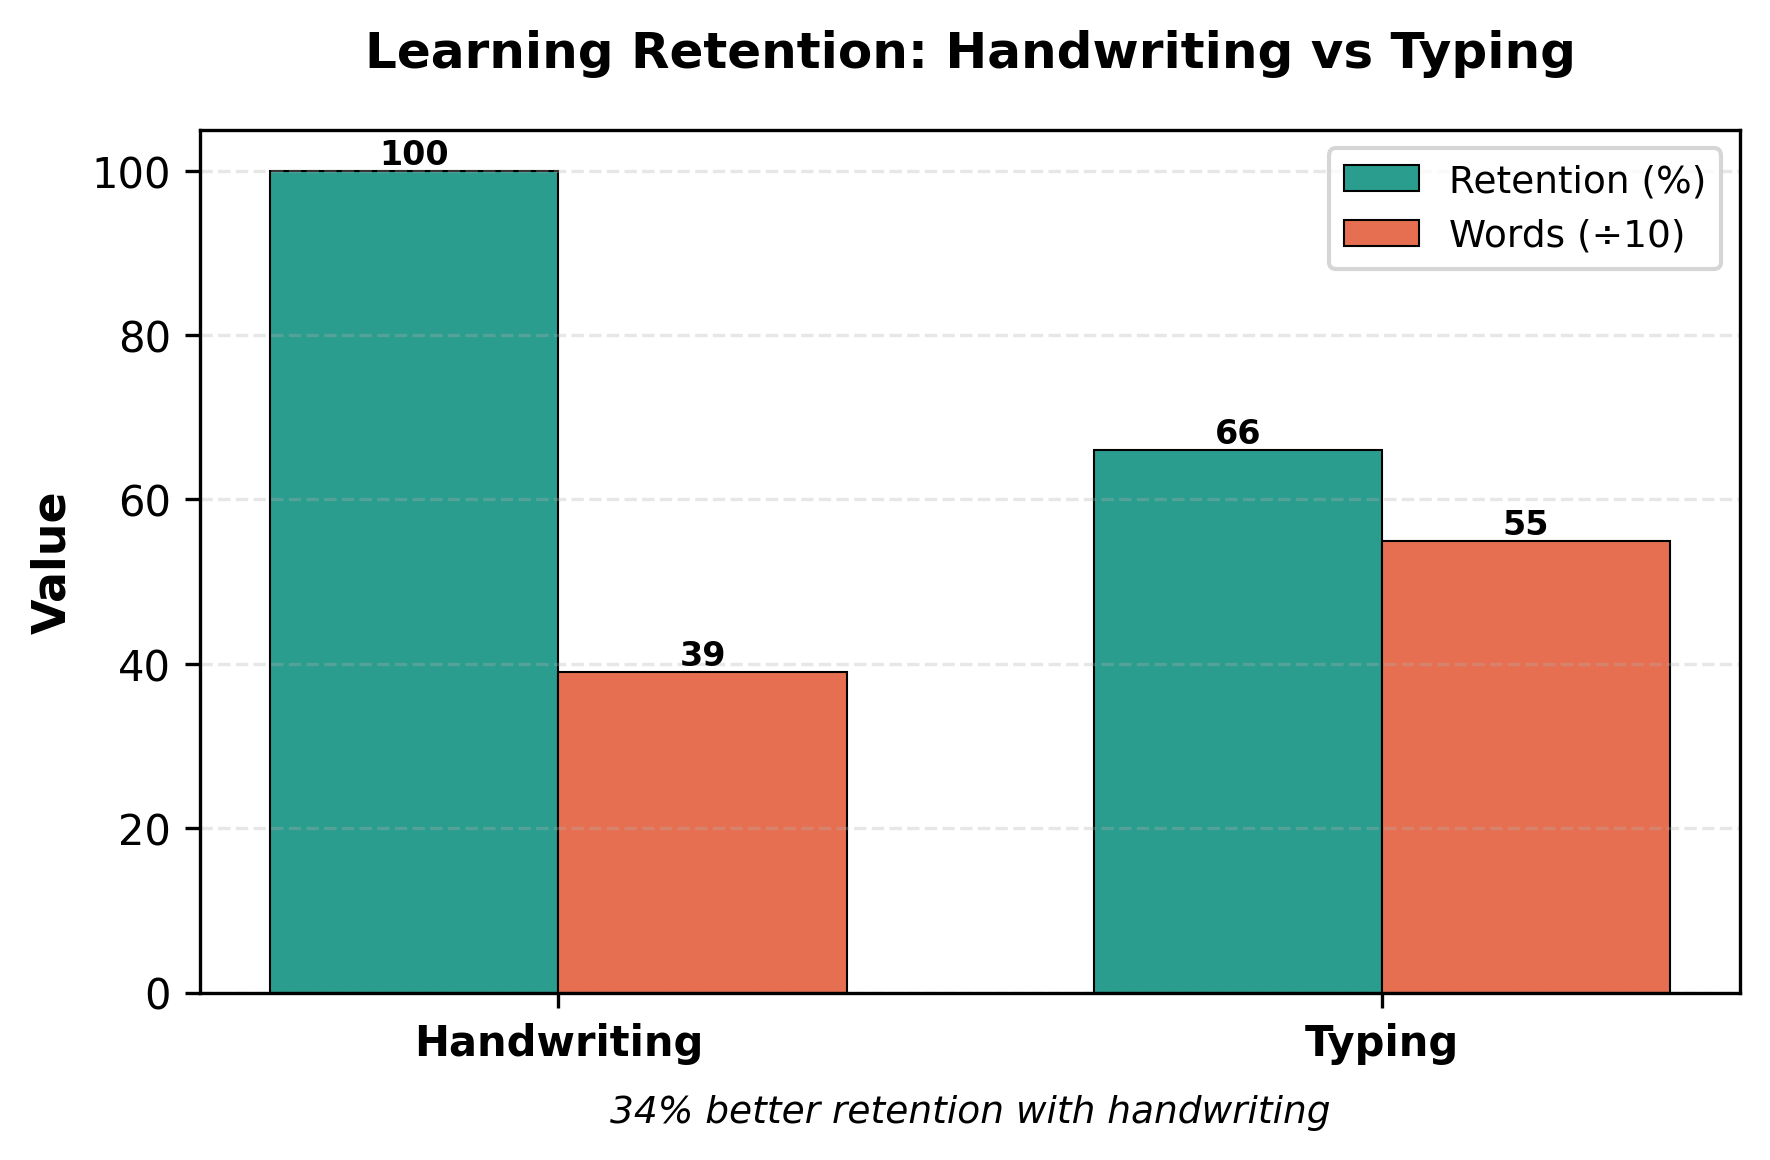 Learning Retention: Handwriting vs Typing
100
100
Retention (%)
Words (÷10)
80
66
60
55
Value
39
40
20
0
Handwriting
Typing
34% better retention with handwriting